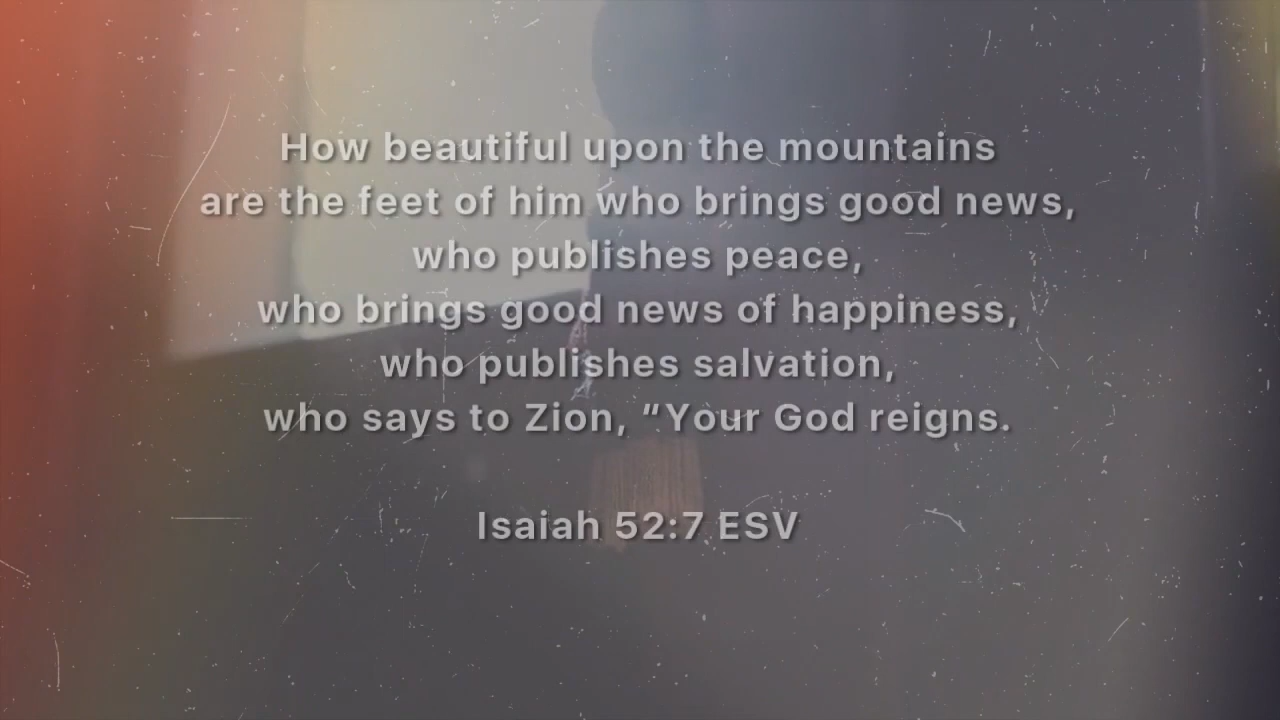 How beautiful upon the mountains
are the feet of him who brings good news,
who publishes peace,
who brings good news of happiness,
who publishes salvation,
who says to Zion, “Your God reigns.
Isaiah 52:7 ESV